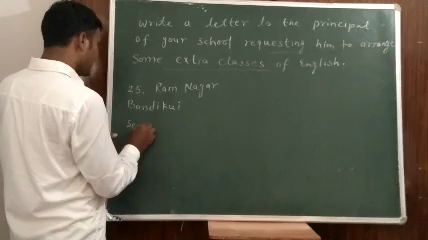 Write a letter to the principal
of your school requesting him to arrange
Some extra classes of English.
25, Ram Nagar
Bandikui
Se